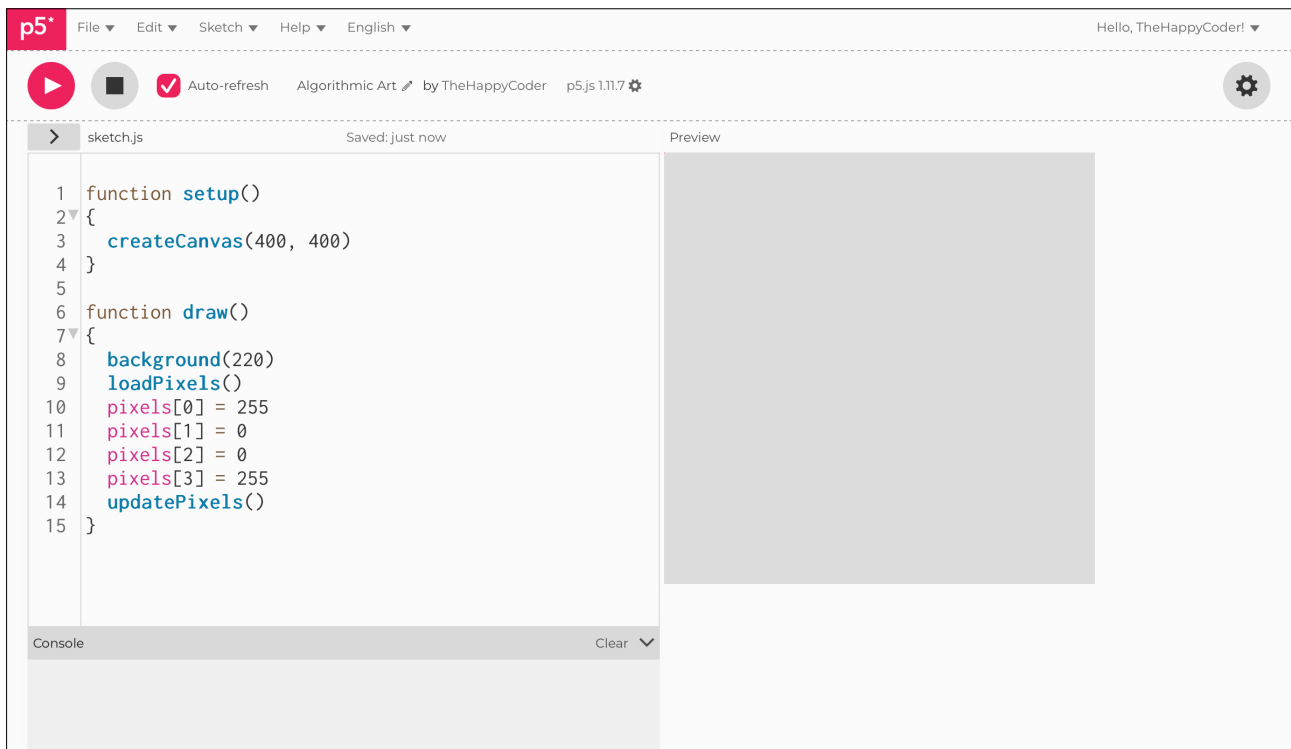 p5* File Edit Sketch Help English Hello, TheHappyCoder!
Auto-refresh Algorithmic Art by TheHappyCoder p5.js 1.11.7
sketch.js Saved: just now Preview
1 function setup()
2 {
3 createCanvas(400, 400)
4 }
5
6 function draw()
7 {
8 background(220)
9 loadPixels()
10 pixels[0] = 255
11 pixels[1] = 0
12 pixels[2] = 0
13 pixels[3] = 255
14 updatePixels()
15 }
Console Clear